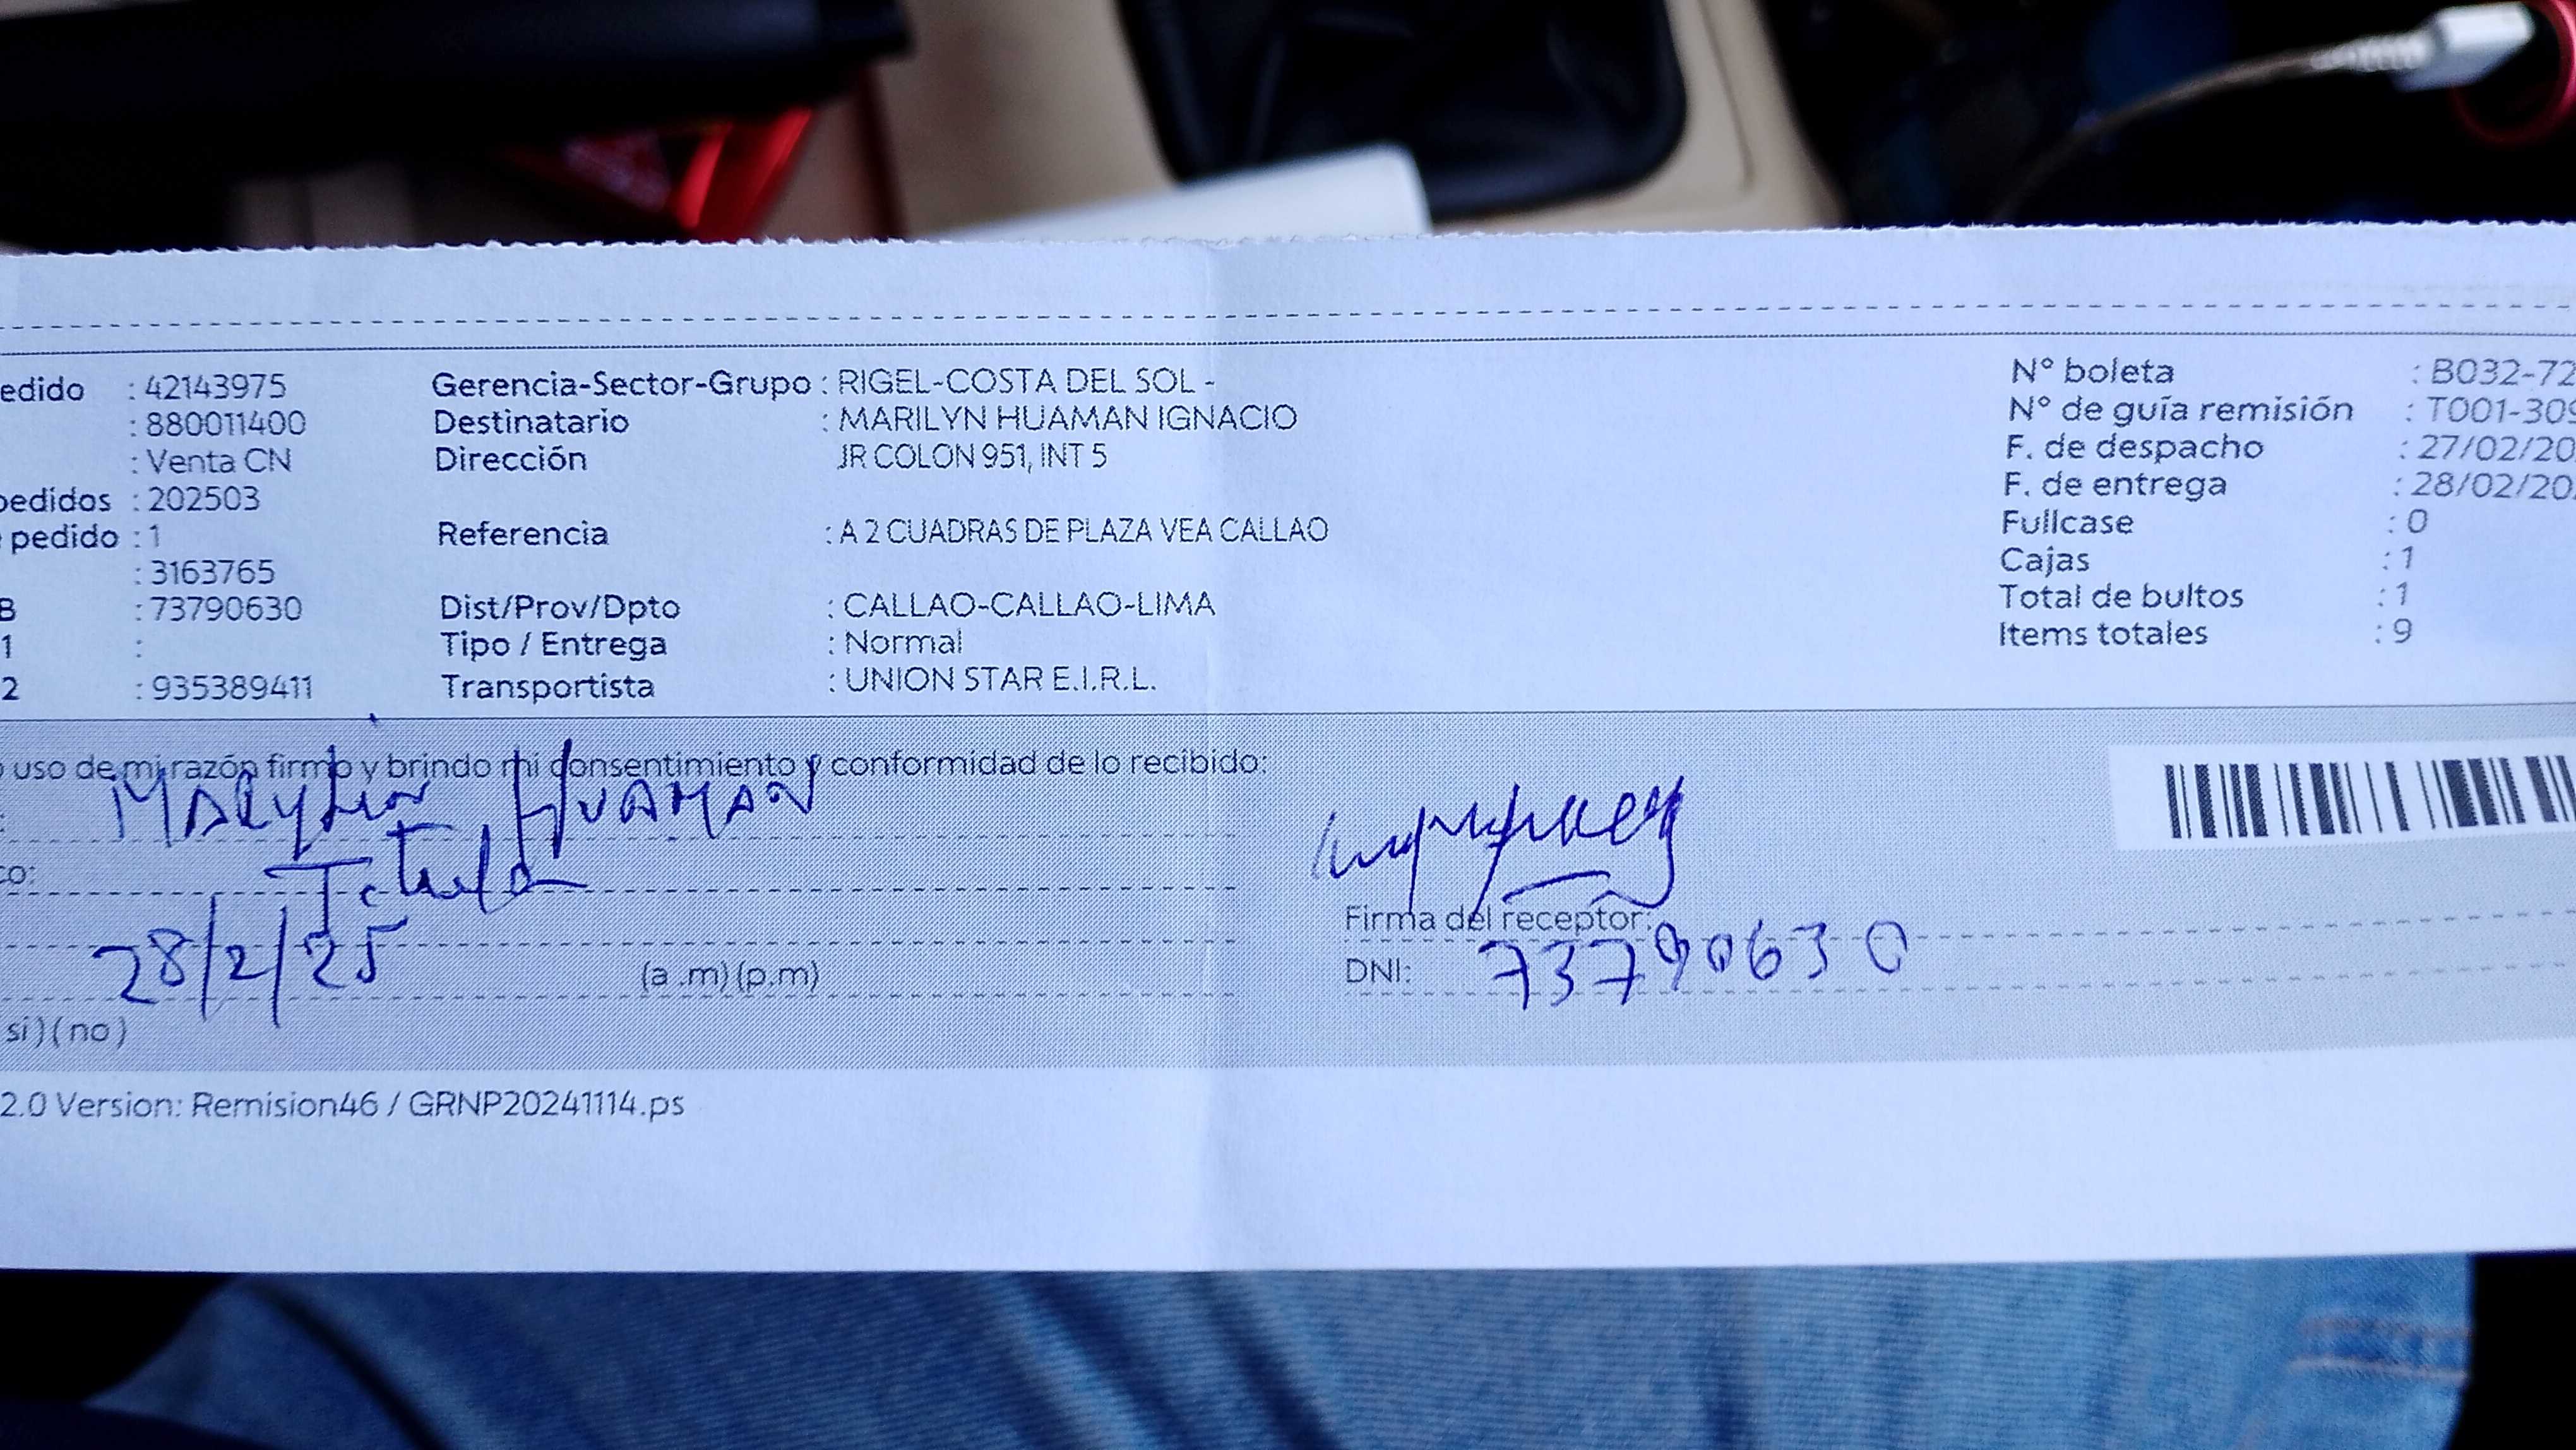 edido : 42143975 Gerencia-Sector-Grupo : RIGEL-COSTA DEL SOL - N° boleta : B032-72
: 880011400 Destinatario : MARILYN HUAMAN IGNACIO N° de guía remisión : T001-309
: Venta CN Dirección JR COLON 951, INT 5 F. de despacho : 27/02/20
pedidos : 202503 F. de entrega : 28/02/20
pedido : 1 Referencia : A 2 CUADRAS DE PLAZA VEA CALLAO Fullcase : 0
: 3163765 Cajas : 1
B : 73790630 Dist/Prov/Dpto : CALLAO-CALLAO-LIMA Total de bultos : 1
1 : Tipo / Entrega : Normal Items totales : 9
2 : 935389411 Transportista : UNION STAR E.I.R.L.
uso de mi razón firmo y brindo mi consentimiento y conformidad de lo recibido:
: MARYLIN HUAMAN
co: Titular
Firma del receptor:
28/2/25 (a .m) (p.m) DNI: 73790630
si) ( no )
2.0 Version: Remision46 / GRNP20241114.ps